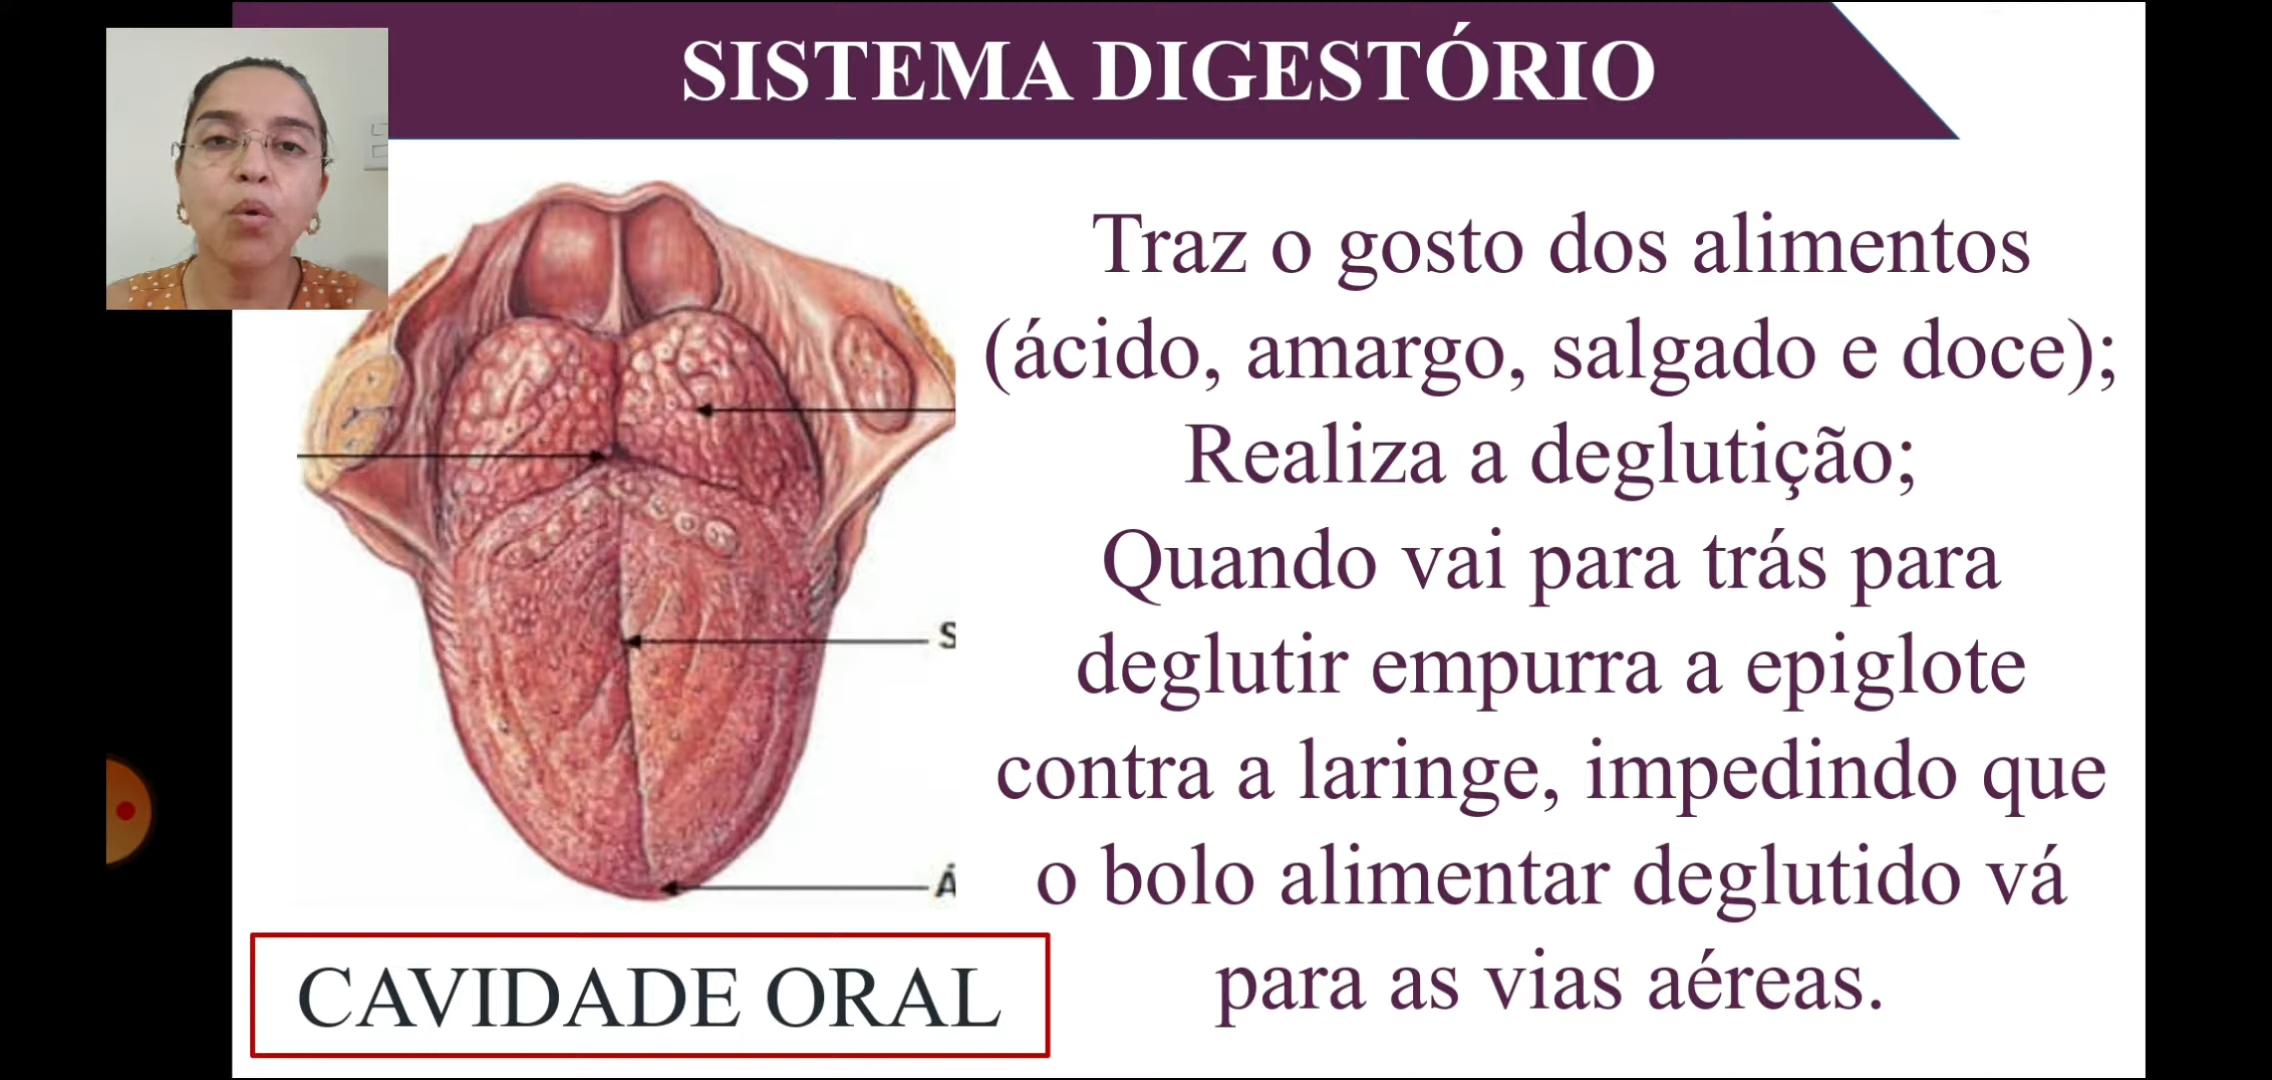 SISTEMA DIGESTÓRIO
Traz o gosto dos alimentos
(ácido, amargo, salgado e doce);
Realiza a deglutição;
Quando vai para trás para
deglutir empurra a epiglote
contra a laringe, impedindo que
o bolo alimentar deglutido vá
para as vias aéreas.
S
Á
CAVIDADE ORAL